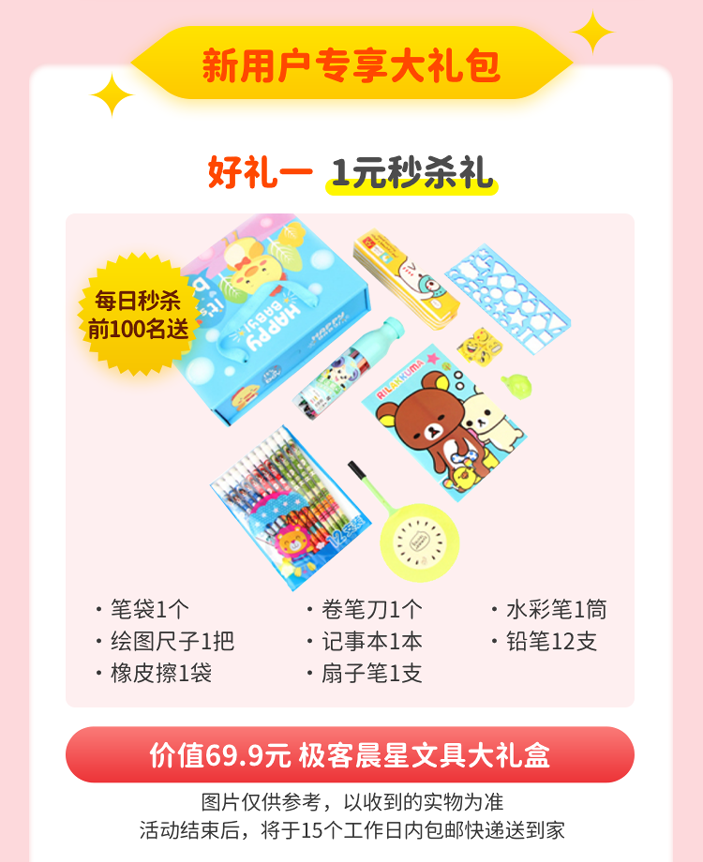 新用户专享大礼包
好礼一 1元秒杀礼
每日秒杀
前100名送
HAPPY
BABY!
RILAKKUMA
·笔袋1个
·卷笔刀1个
·水彩笔1筒
·绘图尺子1把
·记事本1本
·铅笔12支
·橡皮擦1袋
·扇子笔1支
价值69.9元 极客晨星文具大礼盒
图片仅供参考，以收到的实物为准
活动结束后，将于15个工作日内包邮快递送到家